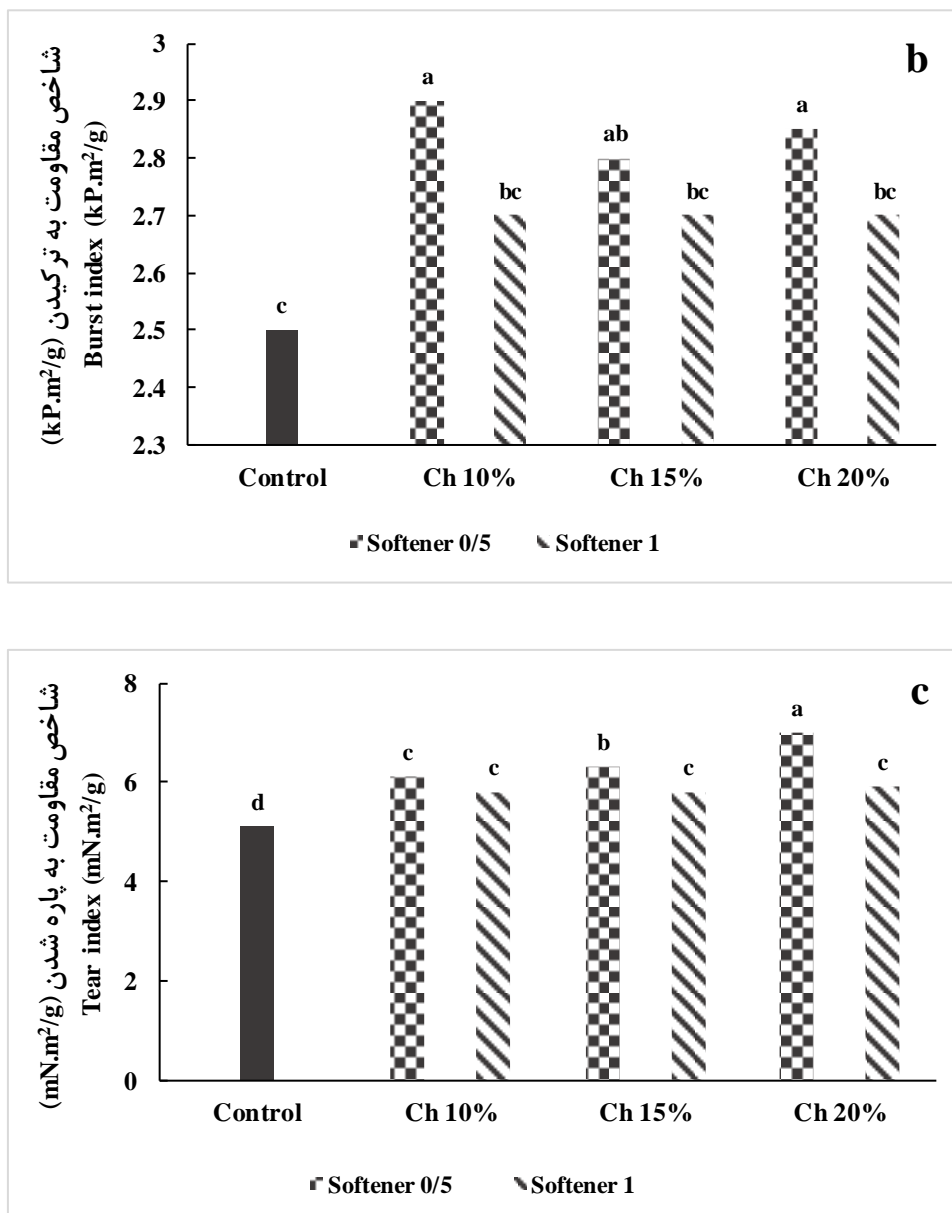 b
شاخص مقاومت به ترکیدن (kP.m²/g)
Burst index (kP.m²/g)
3
2.9
2.8
2.7
2.6
2.5
2.4
2.3
c
a
bc
ab
bc
a
bc
Control
Ch 10%
Ch 15%
Ch 20%
Softener 0/5
Softener 1
c
شاخص مقاومت به پاره شدن (mN.m²/g)
Tear index (mN.m²/g)
8
6
4
2
0
d
c
c
b
c
a
c
Control
Ch 10%
Ch 15%
Ch 20%
Softener 0/5
Softener 1